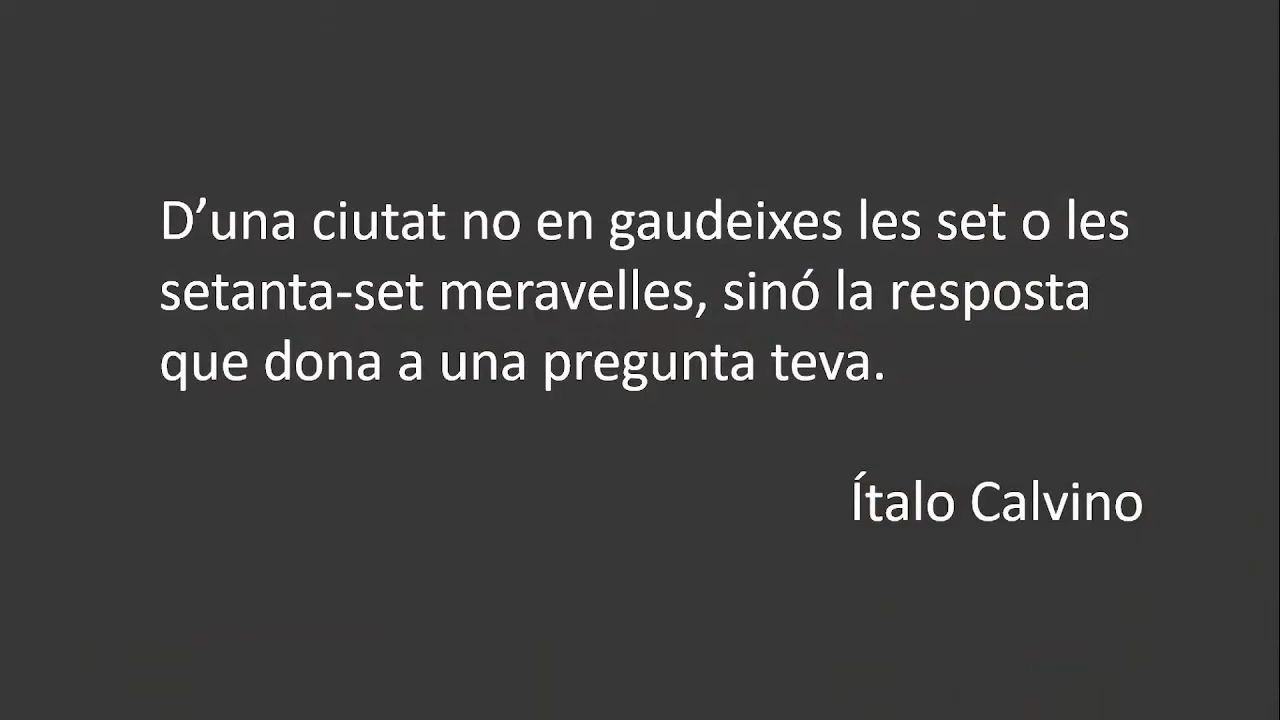 D’una ciutat no en gaudeixes les set o les
setanta-set meravelles, sinó la resposta
que dona a una pregunta teva.
Ítalo Calvino